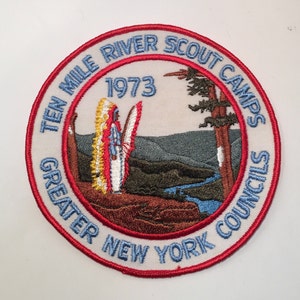 TEN MILE RIVER SCOUT CAMPS
1973
GREATER NEW YORK COUNCILS